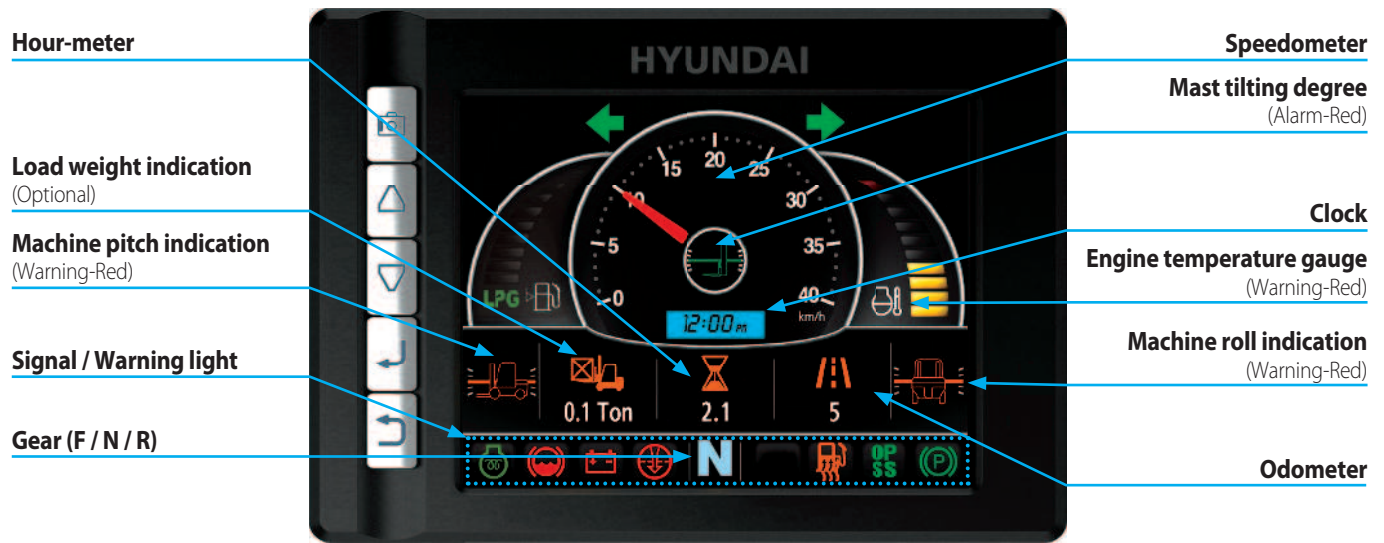 Hour-meter
Load weight indication
(Optional)
Machine pitch indication
(Warning-Red)
Signal / Warning light
Gear (F / N / R)
HYUNDAI
0
5
10
15
20
25
30
35
40
km/h
LPG
12:00 PM
0.1 Ton
2.1
5
N
OP
SS
P
Speedometer
Mast tilting degree
(Alarm-Red)
Clock
Engine temperature gauge
(Warning-Red)
Machine roll indication
(Warning-Red)
Odometer